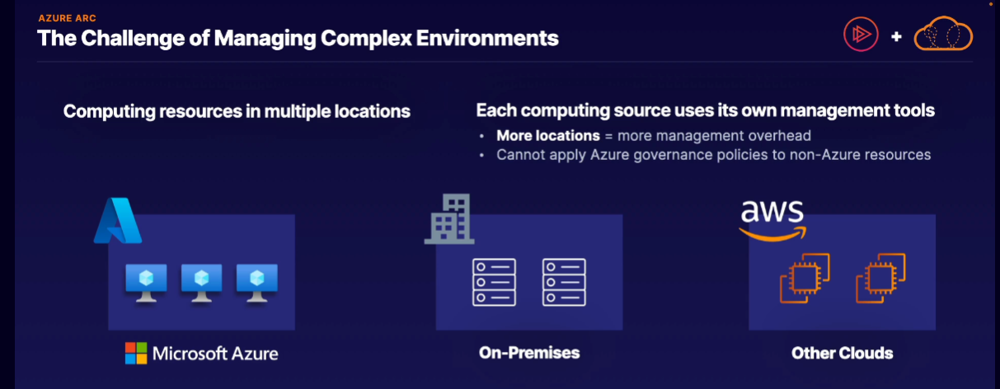 AZURE ARC
The Challenge of Managing Complex Environments
+
Computing resources in multiple locations
Each computing source uses its own management tools
• More locations = more management overhead
• Cannot apply Azure governance policies to non-Azure resources
aws
Microsoft Azure
On-Premises
Other Clouds